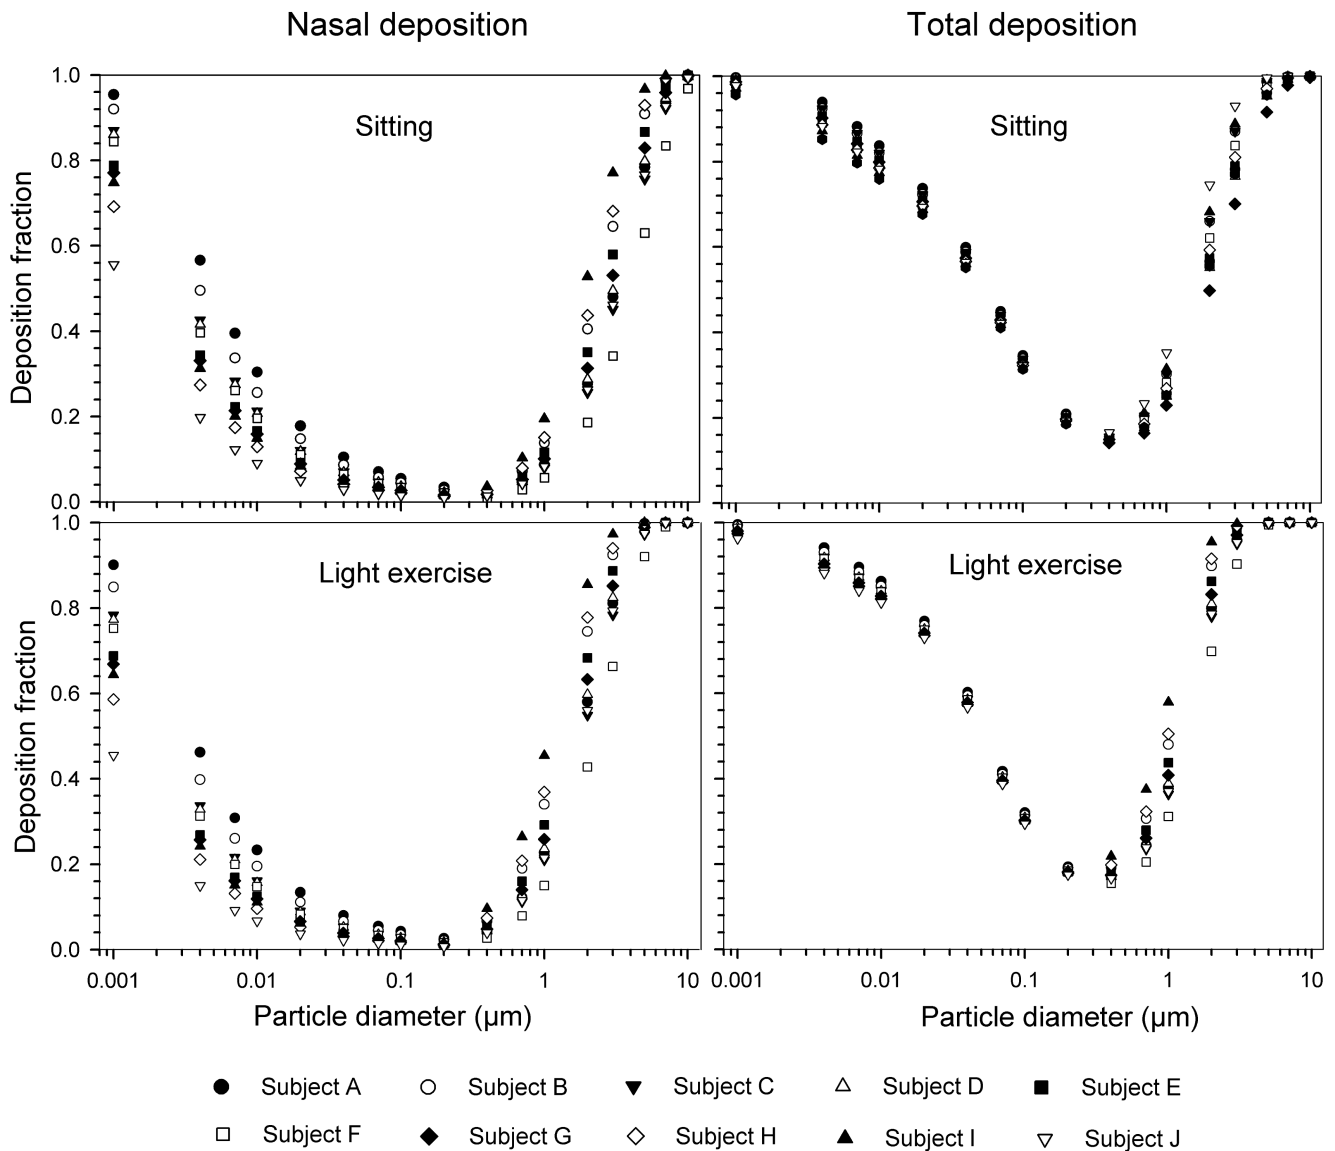 Nasal deposition
Total deposition
1.0
0.8
0.6
0.4
0.2
0.0
Deposition fraction
Sitting
Sitting
1.0
0.8
0.6
0.4
0.2
0.0
Deposition fraction
Light exercise
Light exercise
0.001 0.01 0.1 1 10
0.001 0.01 0.1 1 10
Particle diameter (µm)
Particle diameter (µm)
Subject A Subject B Subject C Subject D Subject E
Subject F Subject G Subject H Subject I Subject J